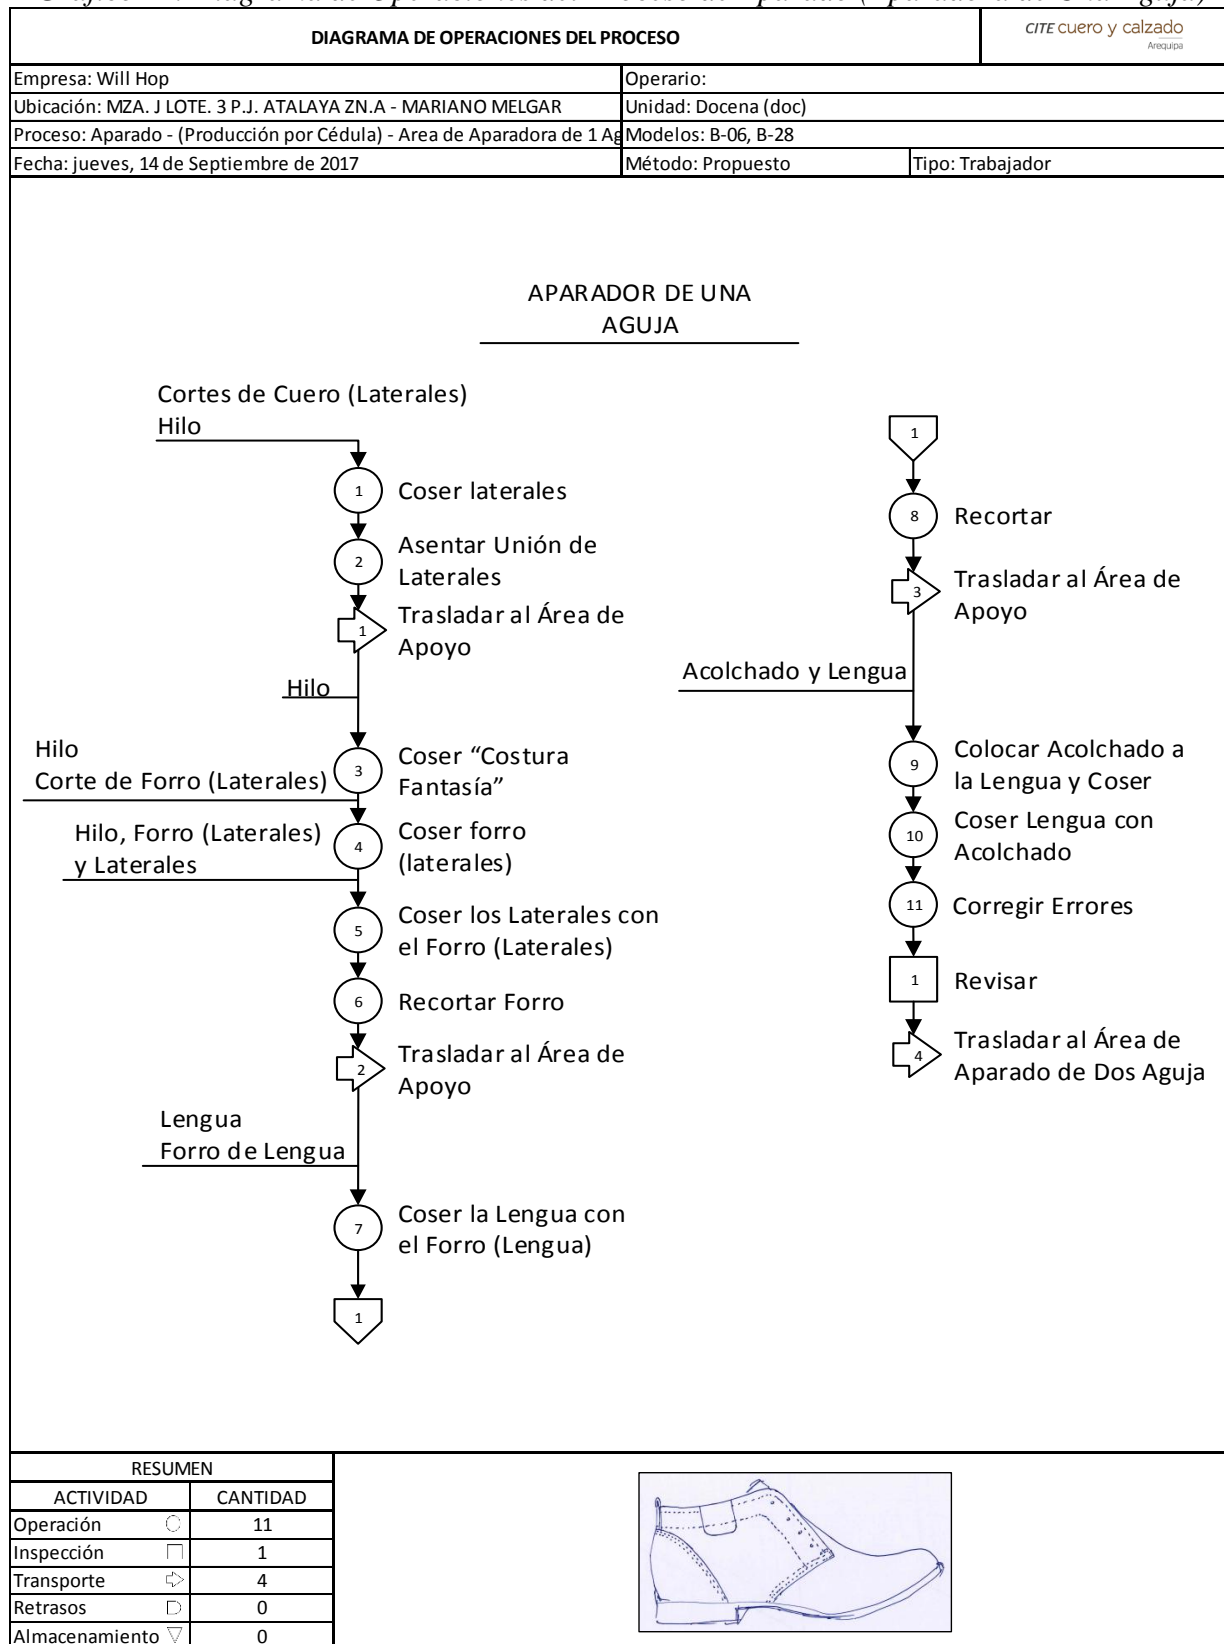 DIAGRAMA DE OPERACIONES DEL PROCESO
CITE cuero y calzado
Arequipa
Empresa: Will Hop
Operario:
Ubicación: MZA. J LOTE. 3 P.J. ATALAYA ZN.A - MARIANO MELGAR
Unidad: Docena (doc)
Proceso: Aparado - (Producción por Cédula) - Area de Aparadora de 1 Ag
Modelos: B-06, B-28
Fecha: jueves, 14 de Septiembre de 2017
Método: Propuesto
Tipo: Trabajador
APARADOR DE UNA
AGUJA
Cortes de Cuero (Laterales)
Hilo
1
Coser laterales
2
Asentar Unión de
Laterales
1
Trasladar al Área de
Apoyo
Hilo
3
Coser “Costura
Fantasía”
Hilo
Corte de Forro (Laterales)
4
Coser forro
(laterales)
Hilo, Forro (Laterales)
y Laterales
5
Coser los Laterales con
el Forro (Laterales)
6
Recortar Forro
2
Trasladar al Área de
Apoyo
Lengua
Forro de Lengua
7
Coser la Lengua con
el Forro (Lengua)
1
1
8
Recortar
3
Trasladar al Área de
Apoyo
Acolchado y Lengua
9
Colocar Acolchado a
la Lengua y Coser
10
Coser Lengua con
Acolchado
11
Corregir Errores
1
Revisar
4
Trasladar al Área de
Aparado de Dos Aguja
RESUMEN
ACTIVIDAD CANTIDAD
Operación 11
Inspección 1
Transporte 4
Retrasos 0
Almacenamiento 0